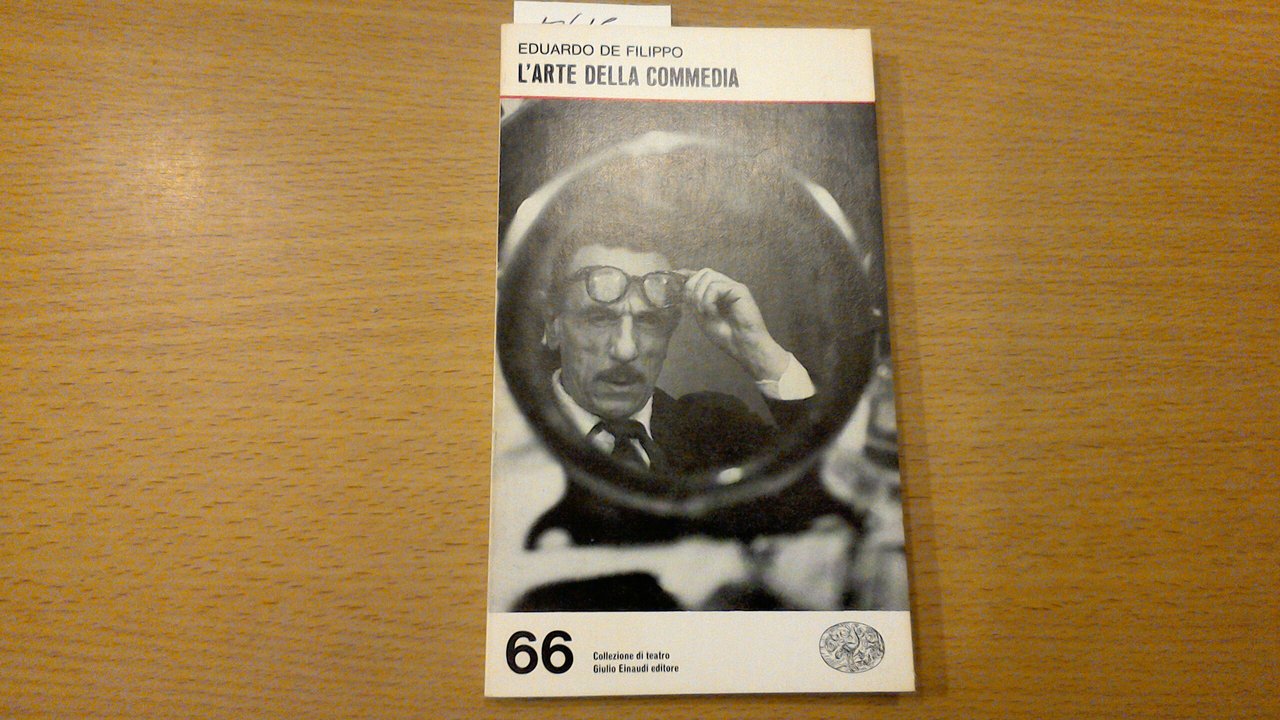 EDUARDO DE FILIPPO
L'ARTE DELLA COMMEDIA
66
Collezione di teatro
Giulio Einaudi editore